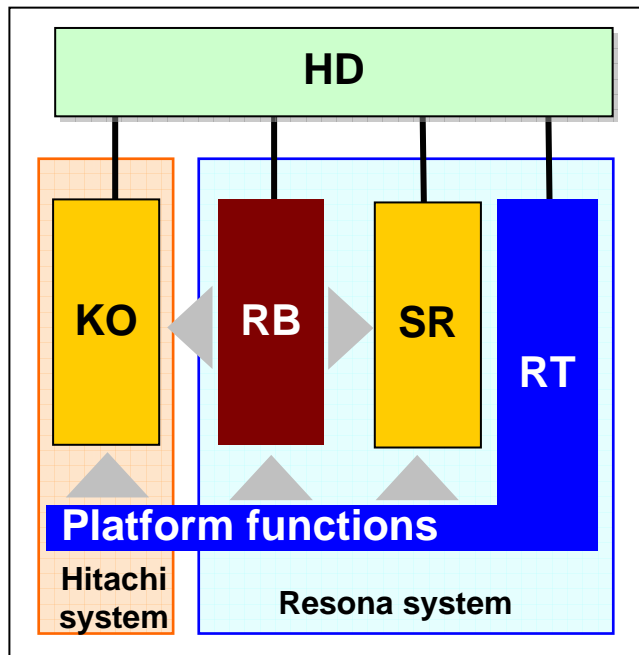 HD
KO
RB
SR
RT
Platform functions
Hitachi
system
Resona system